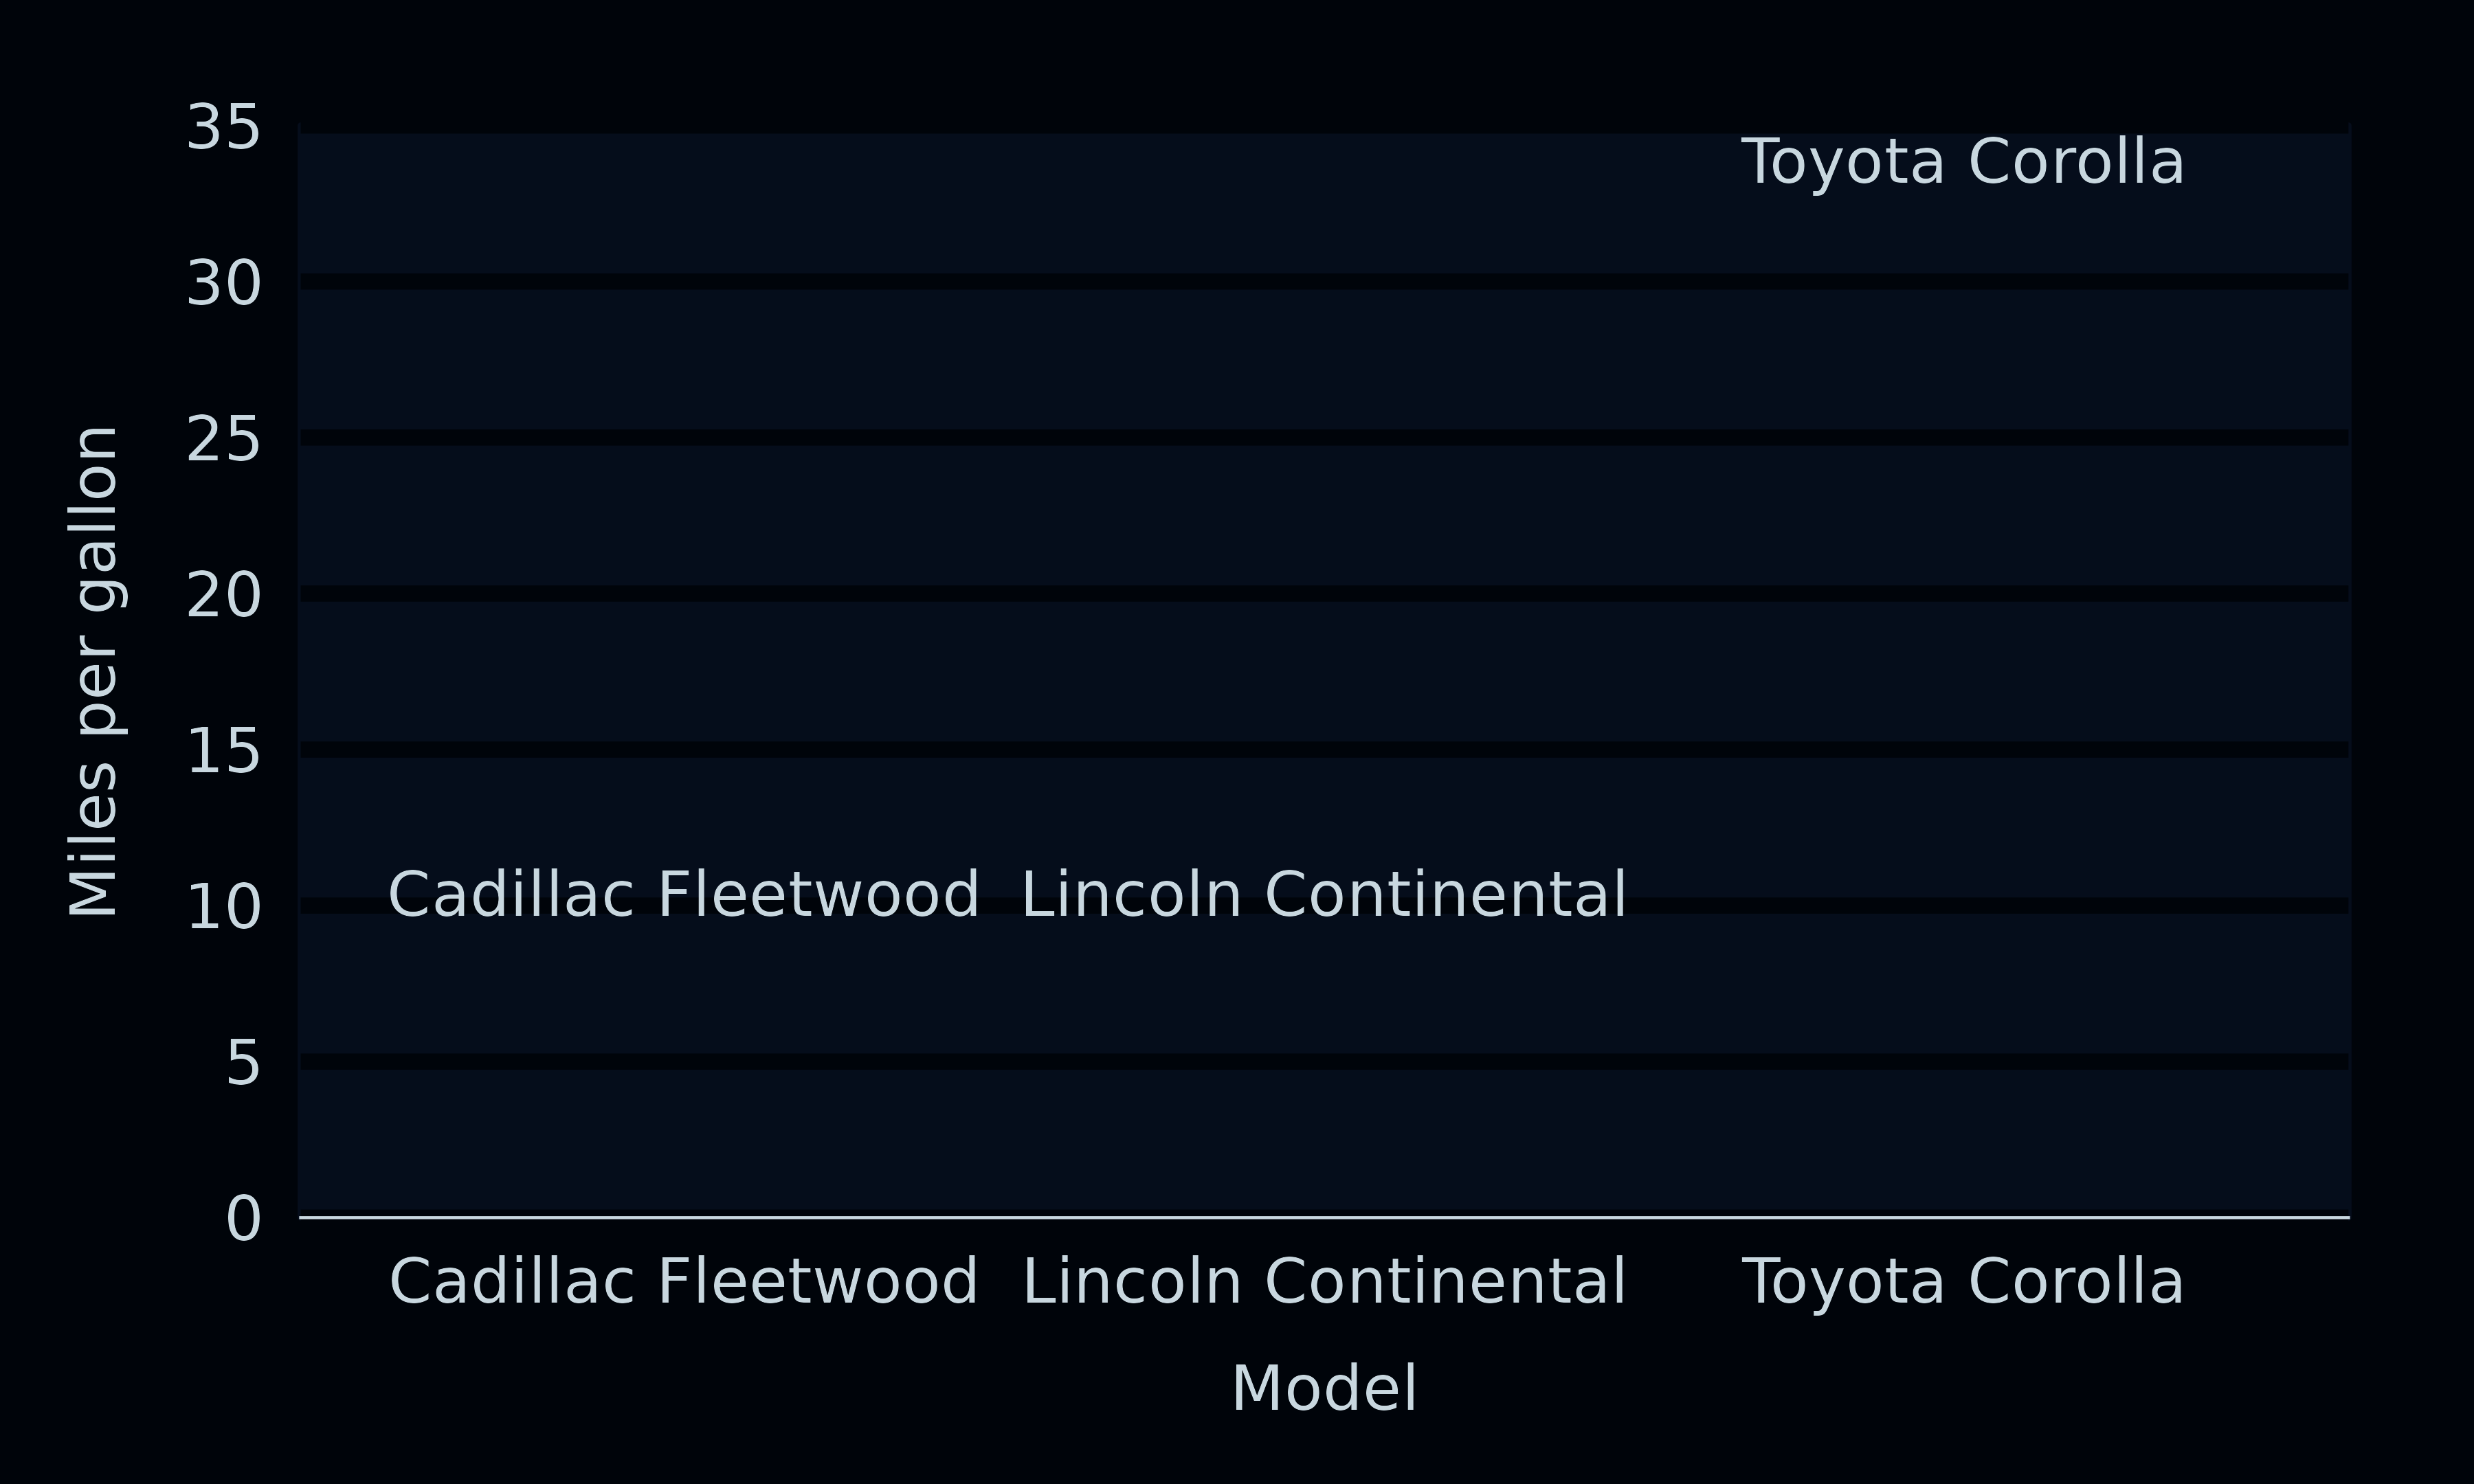 35
Toyota Corolla
30
25
20
15
Cadillac Fleetwood Lincoln Continental
10
5
0
Miles per gallon
Cadillac Fleetwood Lincoln Continental Toyota Corolla
Model